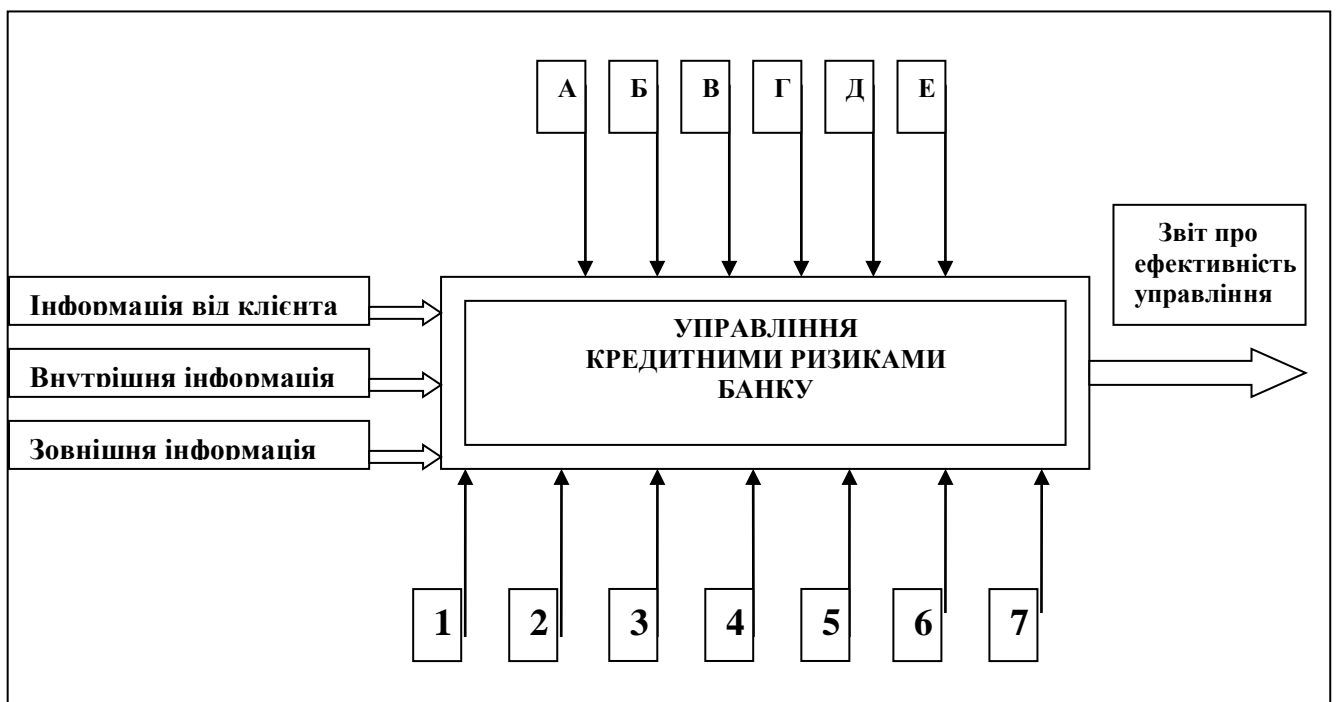 А Б В Г Д Е
Звіт про
ефективність
управління
Інформація від клієнта
Внутрішня інформація
Зовнішня інформація
УПРАВЛІННЯ
КРЕДИТНИМИ РИЗИКАМИ
БАНКУ
1 2 3 4 5 6 7